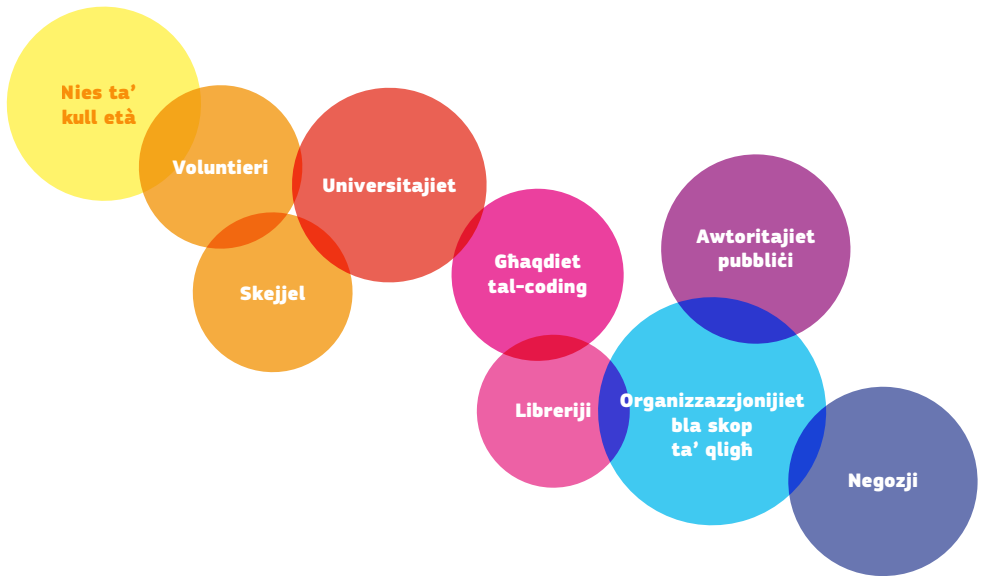 Nies ta’
kull età
Voluntieri
Universitajiet
Skejjel
Għaqdiet
tal-coding
Awtoritajiet
pubbliċi
Libreriji
Organizzazzjonijiet
bla skop
ta’ qligħ
Negozji